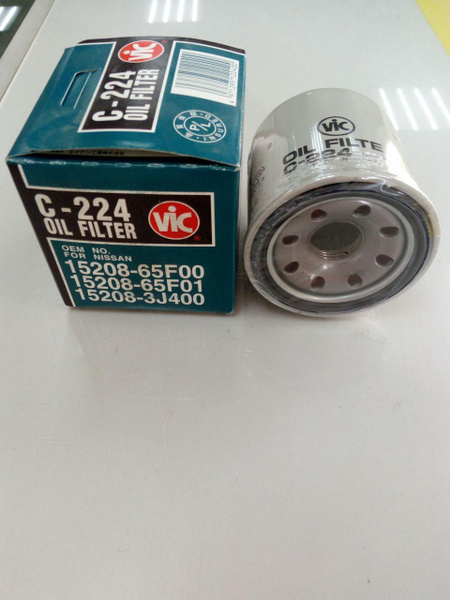 C-224
OIL FILTER
VIC
P/L
C-224
OIL FILTER
VIC
OEM NO.
FOR NISSAN
15208-65F00
15208-65F01
15208-3J400
VIC
OIL FILTE
C-224